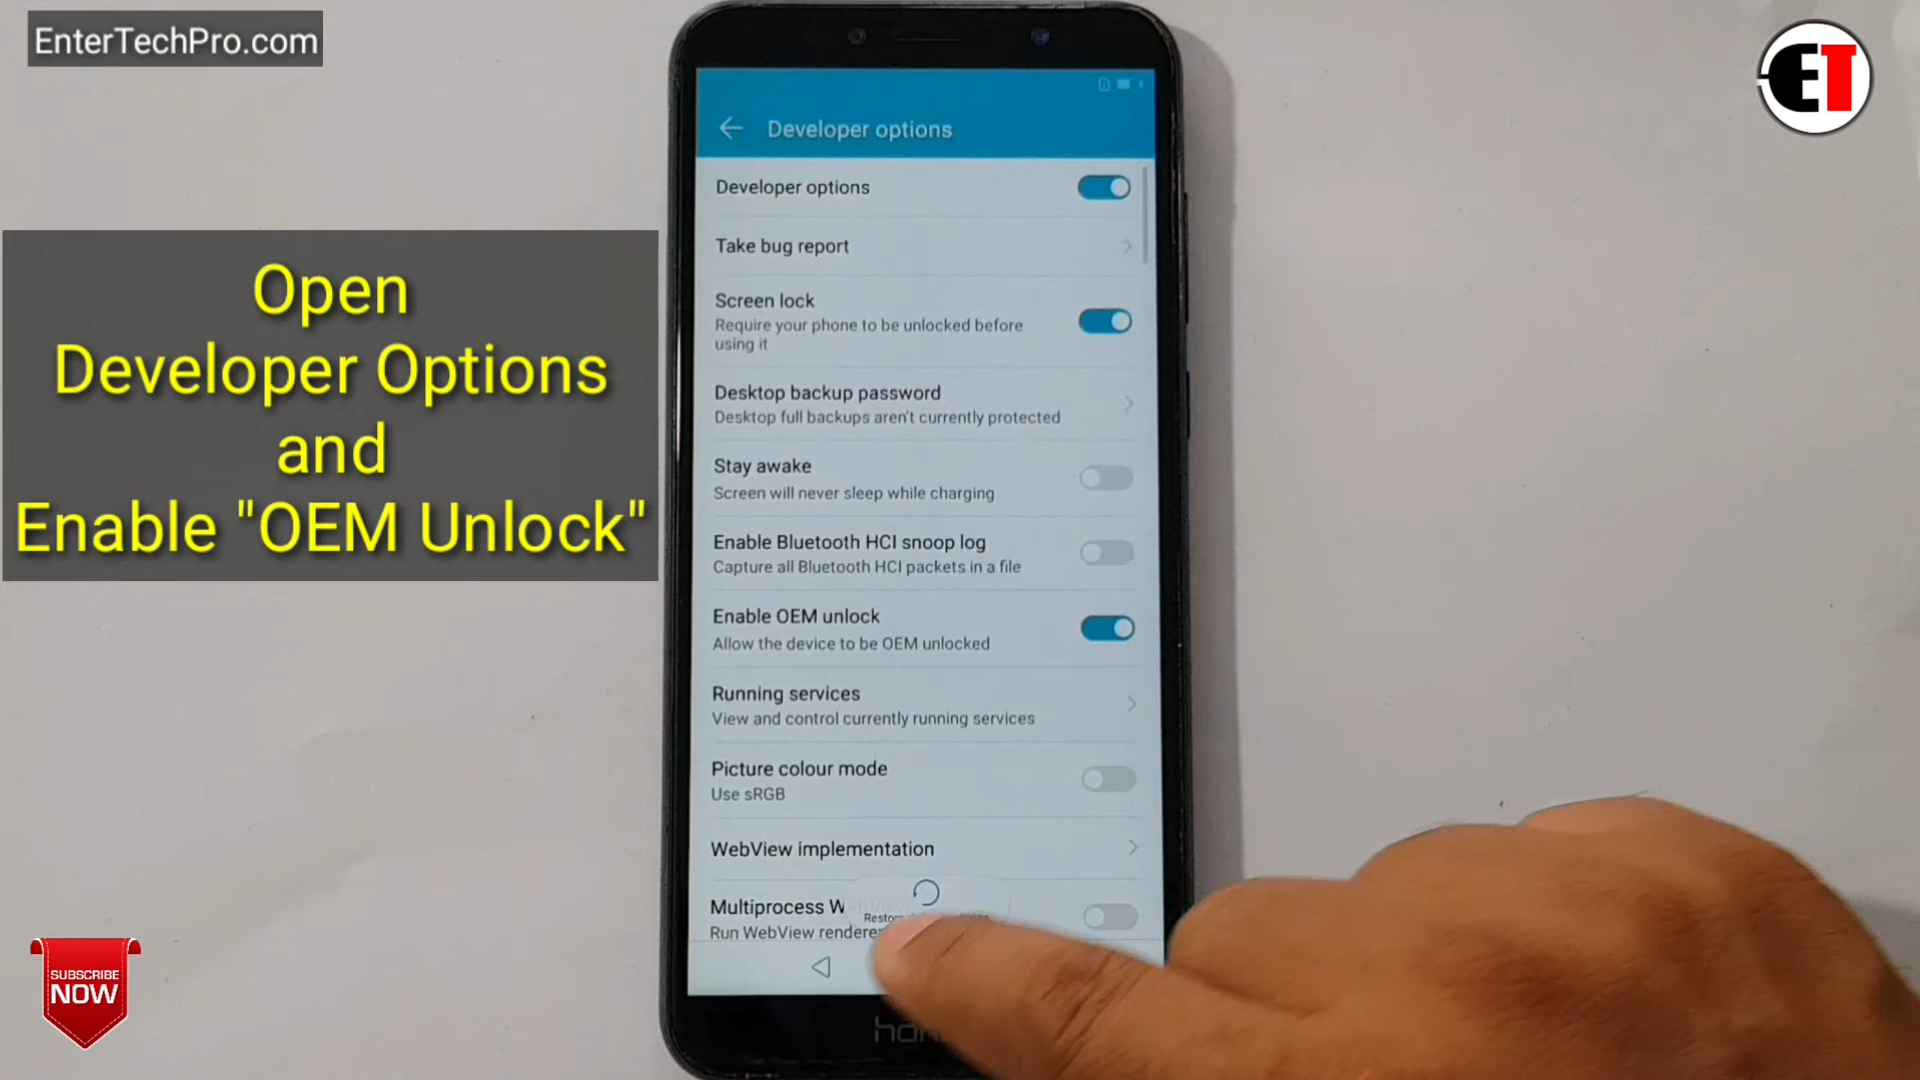 EnterTechPro.com
ET
Open
Developer Options
and
Enable "OEM Unlock"
SUBSCRIBE
NOW
Developer options
Developer options
Take bug report
Screen lock
Require your phone to be unlocked before
using it
Desktop backup password
Desktop full backups aren't currently protected
Stay awake
Screen will never sleep while charging
Enable Bluetooth HCI snoop log
Capture all Bluetooth HCI packets in a file
Enable OEM unlock
Allow the device to be OEM unlocked
Running services
View and control currently running services
Picture colour mode
Use sRGB
WebView implementation
Multiprocess WebView
Run WebView renderer